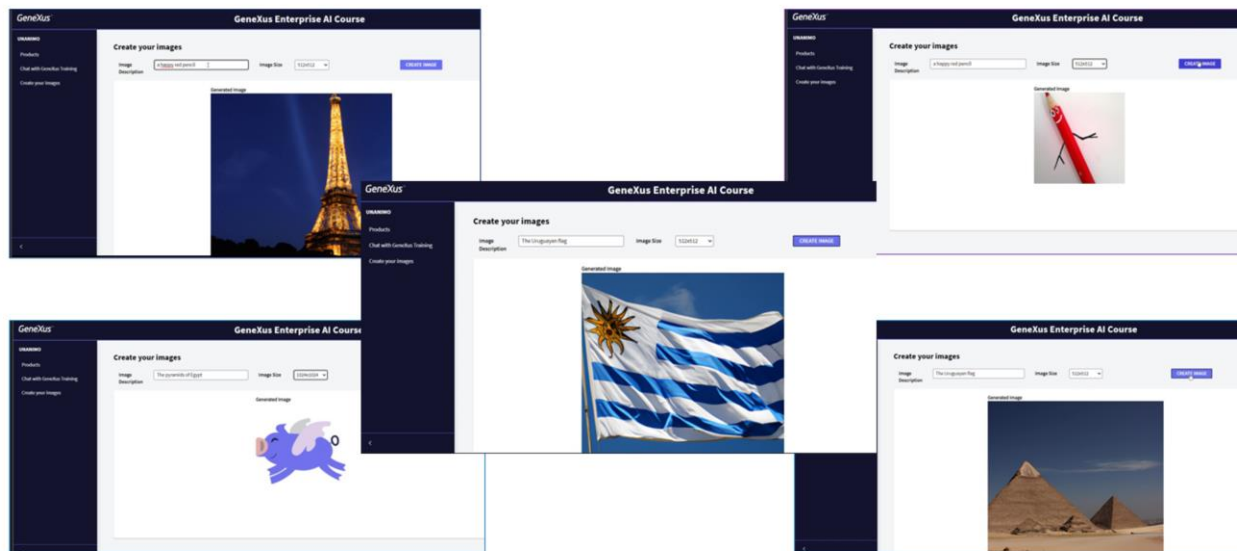 GeneXus
GeneXus Enterprise AI Course
UNANIMO
Products
Chat with GeneXus Training
Create your Images
Create your images
Image Description
a happy red pencil
Image Size
512x512
CREATE IMAGE
Generated Image
GeneXus
GeneXus Enterprise AI Course
UNANIMO
Products
Chat with GeneXus Training
Create your Images
Create your images
Image Description
a happy red pencil
Image Size
512x512
CREATE IMAGE
Generated Image
GeneXus
GeneXus Enterprise AI Course
UNANIMO
Products
Chat with GeneXus Training
Create your Images
Create your images
Image Description
The Uruguayan flag
Image Size
512x512
CREATE IMAGE
Generated Image
GeneXus
GeneXus Enterprise AI Course
UNANIMO
Products
Chat with GeneXus Training
Create your Images
Create your images
Image Description
The pyramids of Egypt
Image Size
1024x1024
Generated Image
GeneXus Enterprise AI Course
Create your images
Image Description
The Uruguayan flag
Image Size
512x512
CREATE IMAGE
Generated Image